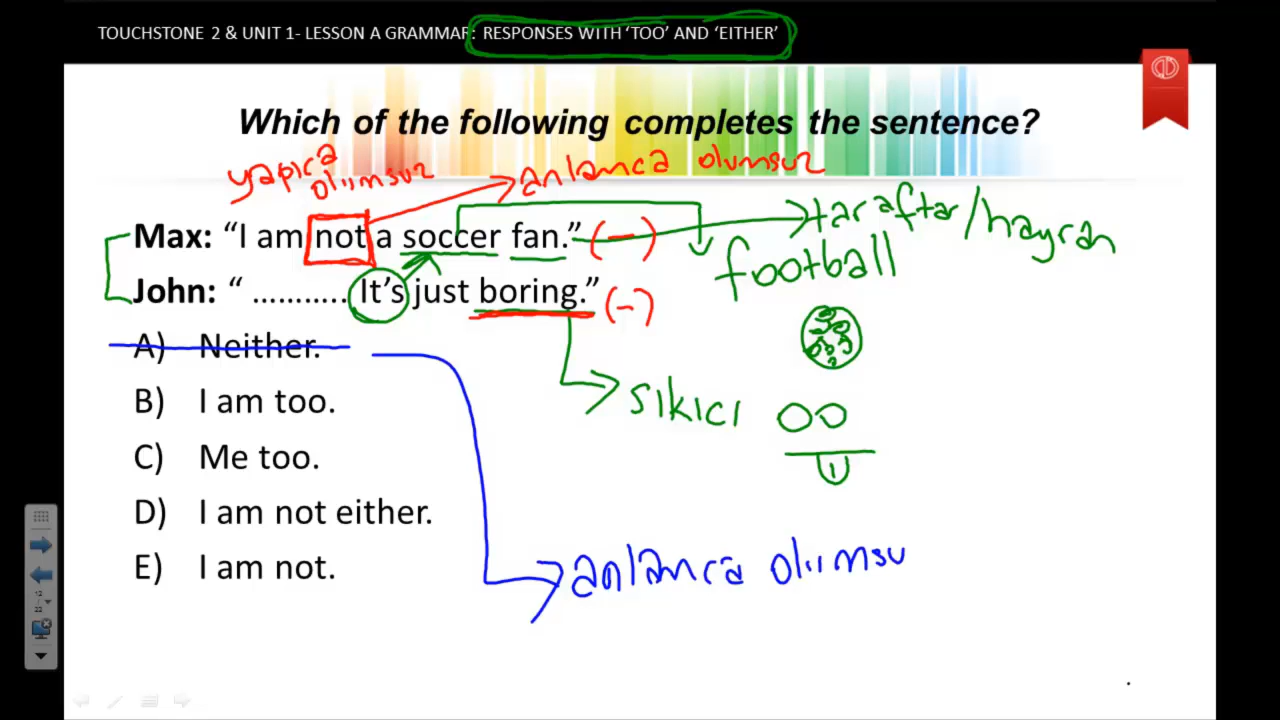 TOUCHSTONE 2 & UNIT 1- LESSON A GRAMMAR: RESPONSES WITH ‘TOO’ AND ‘EITHER’
Which of the following completes the sentence?
yapıca
olumsuz
anlamca olumsuz
Max: “I am not a soccer fan.” (−)
taraftar/hayran
football
John: “ ........... It’s just boring.” (-)
A) Neither.
B) I am too.
sıkıcı
C) Me too.
D) I am not either.
E) I am not.
anlamca olumsu